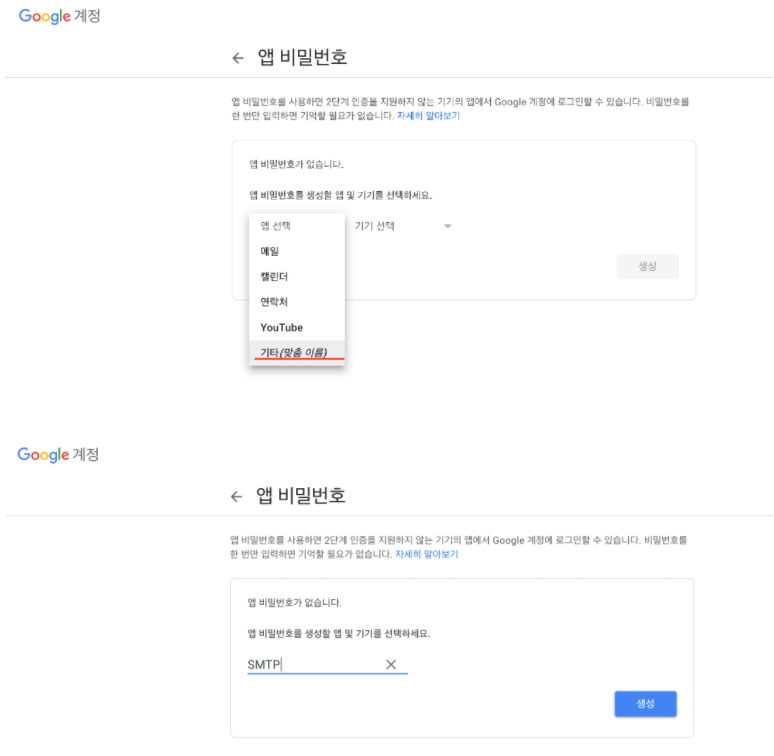 Google 계정
← 앱 비밀번호
앱 비밀번호를 사용하면 2단계 인증을 지원하지 않는 기기의 앱에서 Google 계정에 로그인할 수 있습니다. 비밀번호를
한 번만 입력하면 기억할 필요가 없습니다. 자세히 알아보기
앱 비밀번호가 없습니다.
앱 비밀번호를 생성할 앱 및 기기를 선택하세요.
앱 선택 기기 선택
메일
캘린더
생성
연락처
YouTube
기타(맞춤 이름)
Google 계정
← 앱 비밀번호
앱 비밀번호를 사용하면 2단계 인증을 지원하지 않는 기기의 앱에서 Google 계정에 로그인할 수 있습니다. 비밀번호를
한 번만 입력하면 기억할 필요가 없습니다. 자세히 알아보기
앱 비밀번호가 없습니다.
앱 비밀번호를 생성할 앱 및 기기를 선택하세요.
SMTP
생성